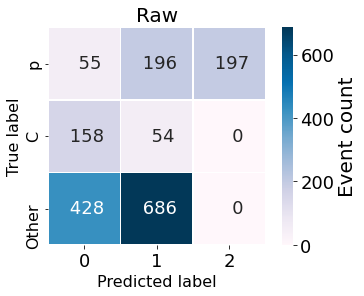 Raw
p 55 196 197
C 158 54 0
Other 428 686 0
0 1 2
True label
Predicted label
600
400
200
0
Event count